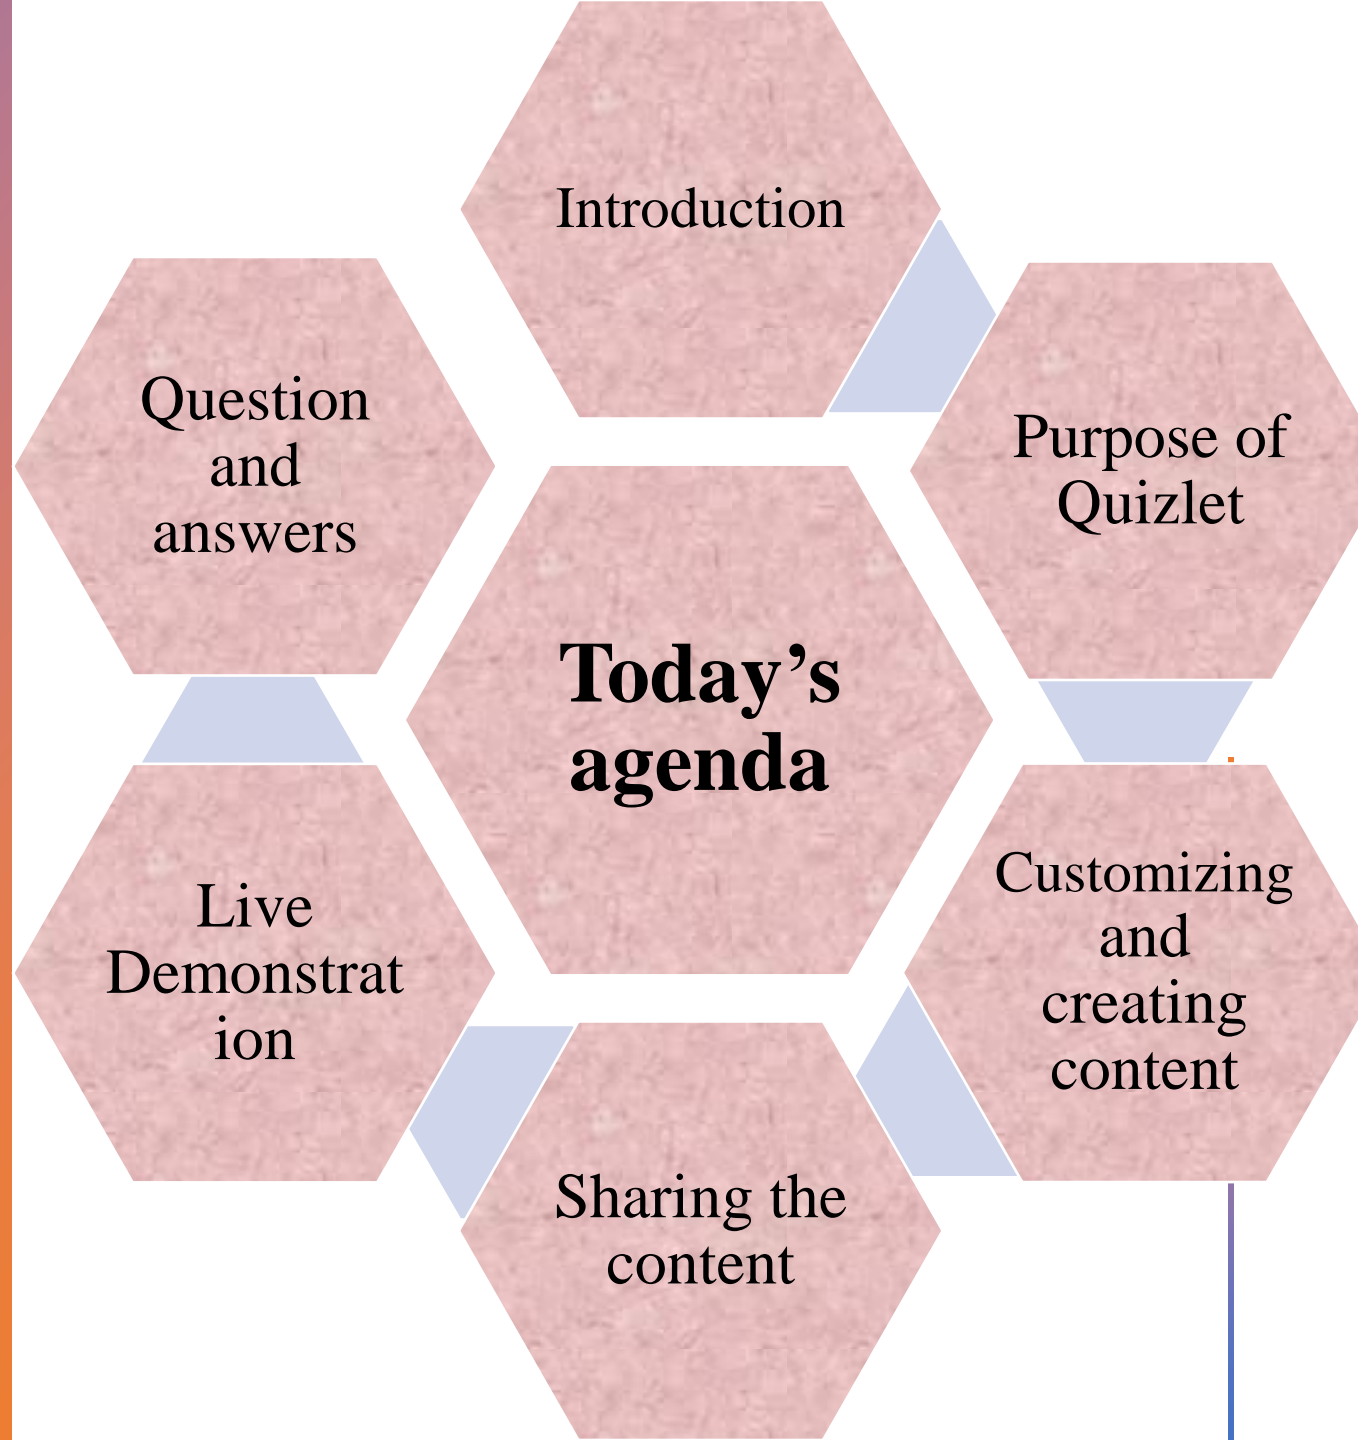 Introduction
Purpose of
Quizlet
Customizing
and
creating
content
Sharing the
content
Live
Demonstrat
ion
Question
and
answers
Today’s
agenda